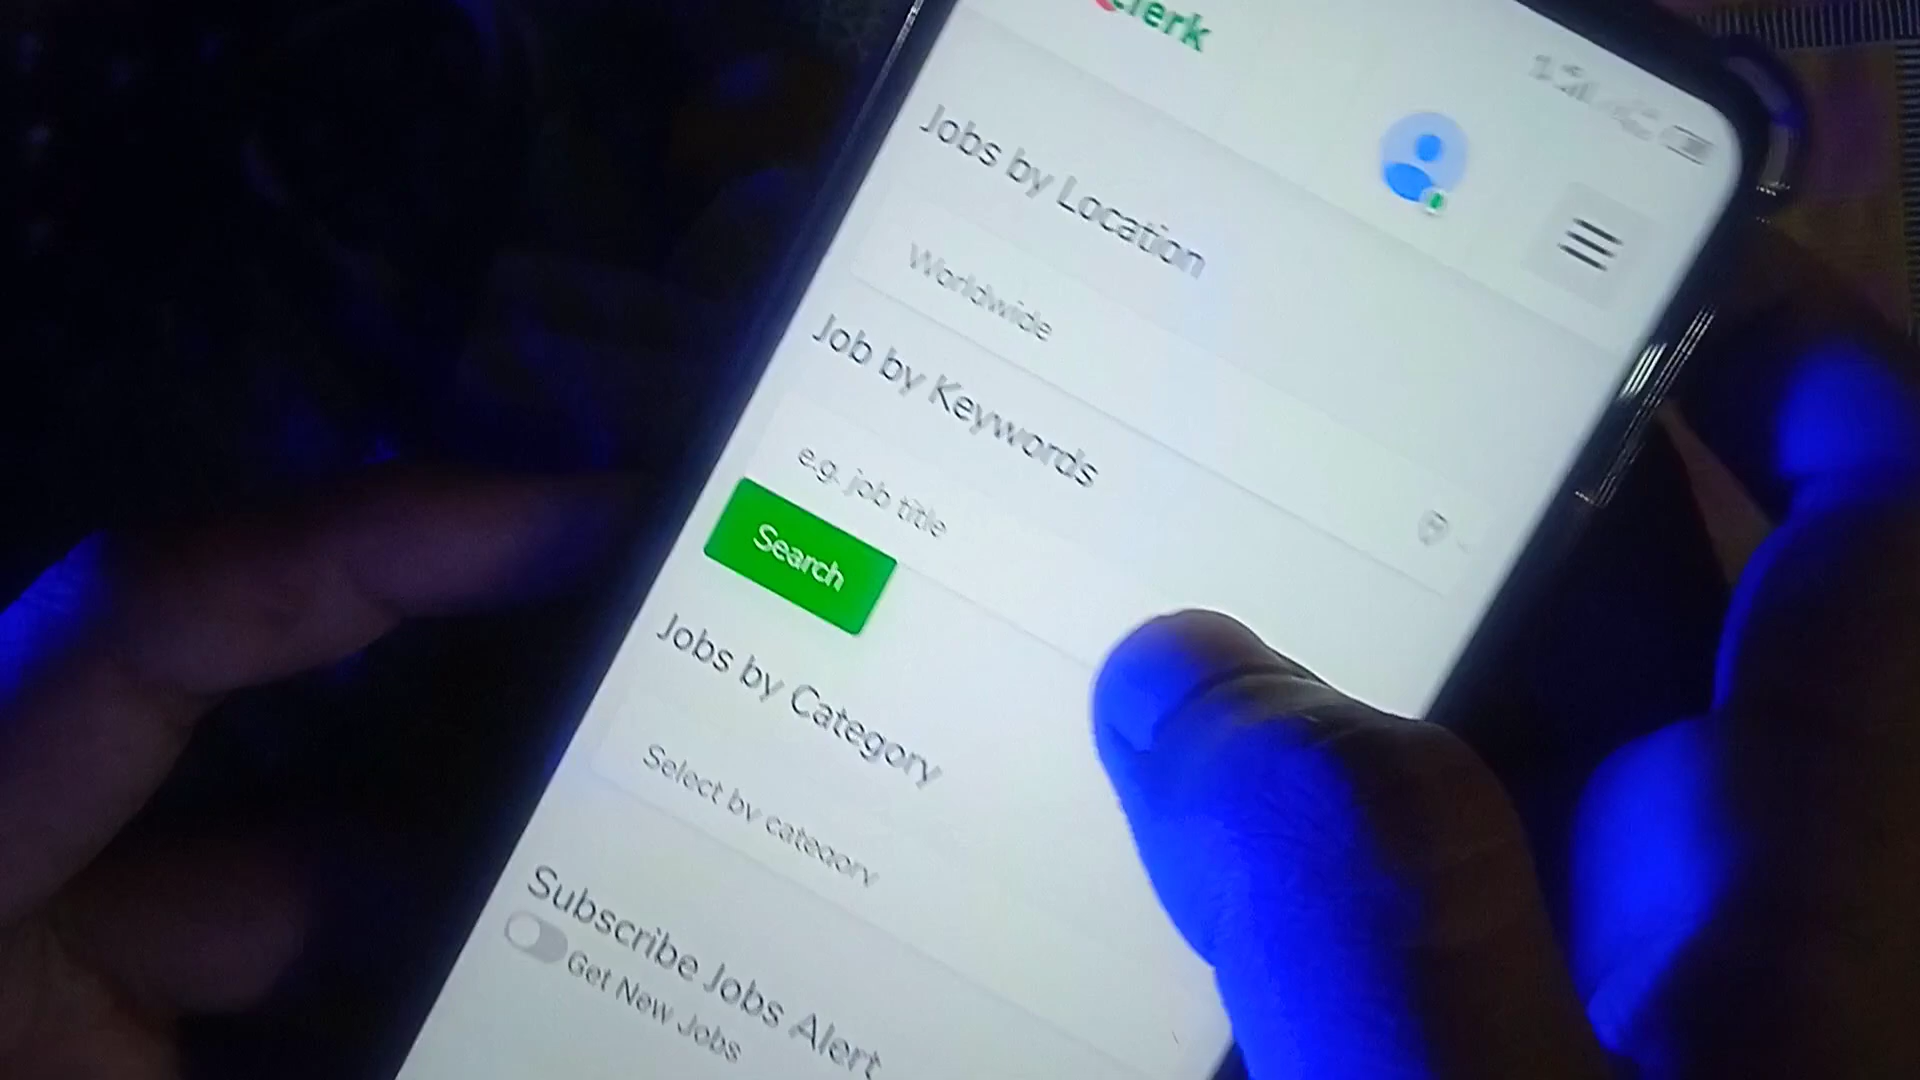 clerk
Jobs by Location
Worldwide
Job by Keywords
e.g. job title
Search
Jobs by Category
Select by category
Subscribe Jobs Alert
Get New Jobs